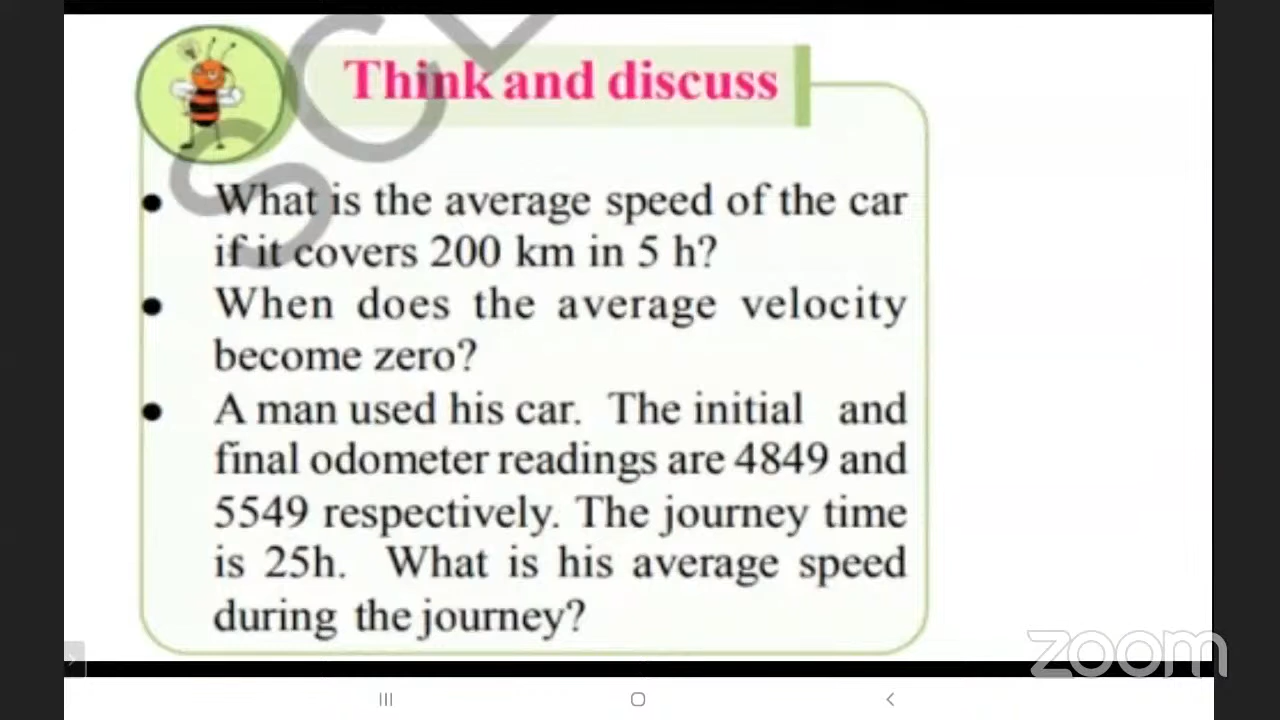 Think and discuss
• What is the average speed of the car
if it covers 200 km in 5 h?
• When does the average velocity
become zero?
• A man used his car. The initial and
final odometer readings are 4849 and
5549 respectively. The journey time
is 25h. What is his average speed
during the journey?
zoom